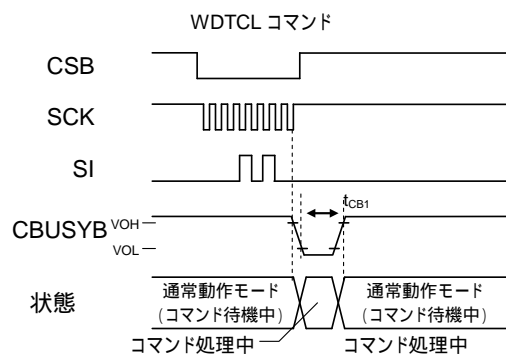 WDTCL コマンド
CSB
SCK
SI
tCB1
CBUSYB
VOH
VOL
状態
通常動作モード
(コマンド待機中)
通常動作モード
(コマンド待機中)
コマンド処理中
コマンド処理中